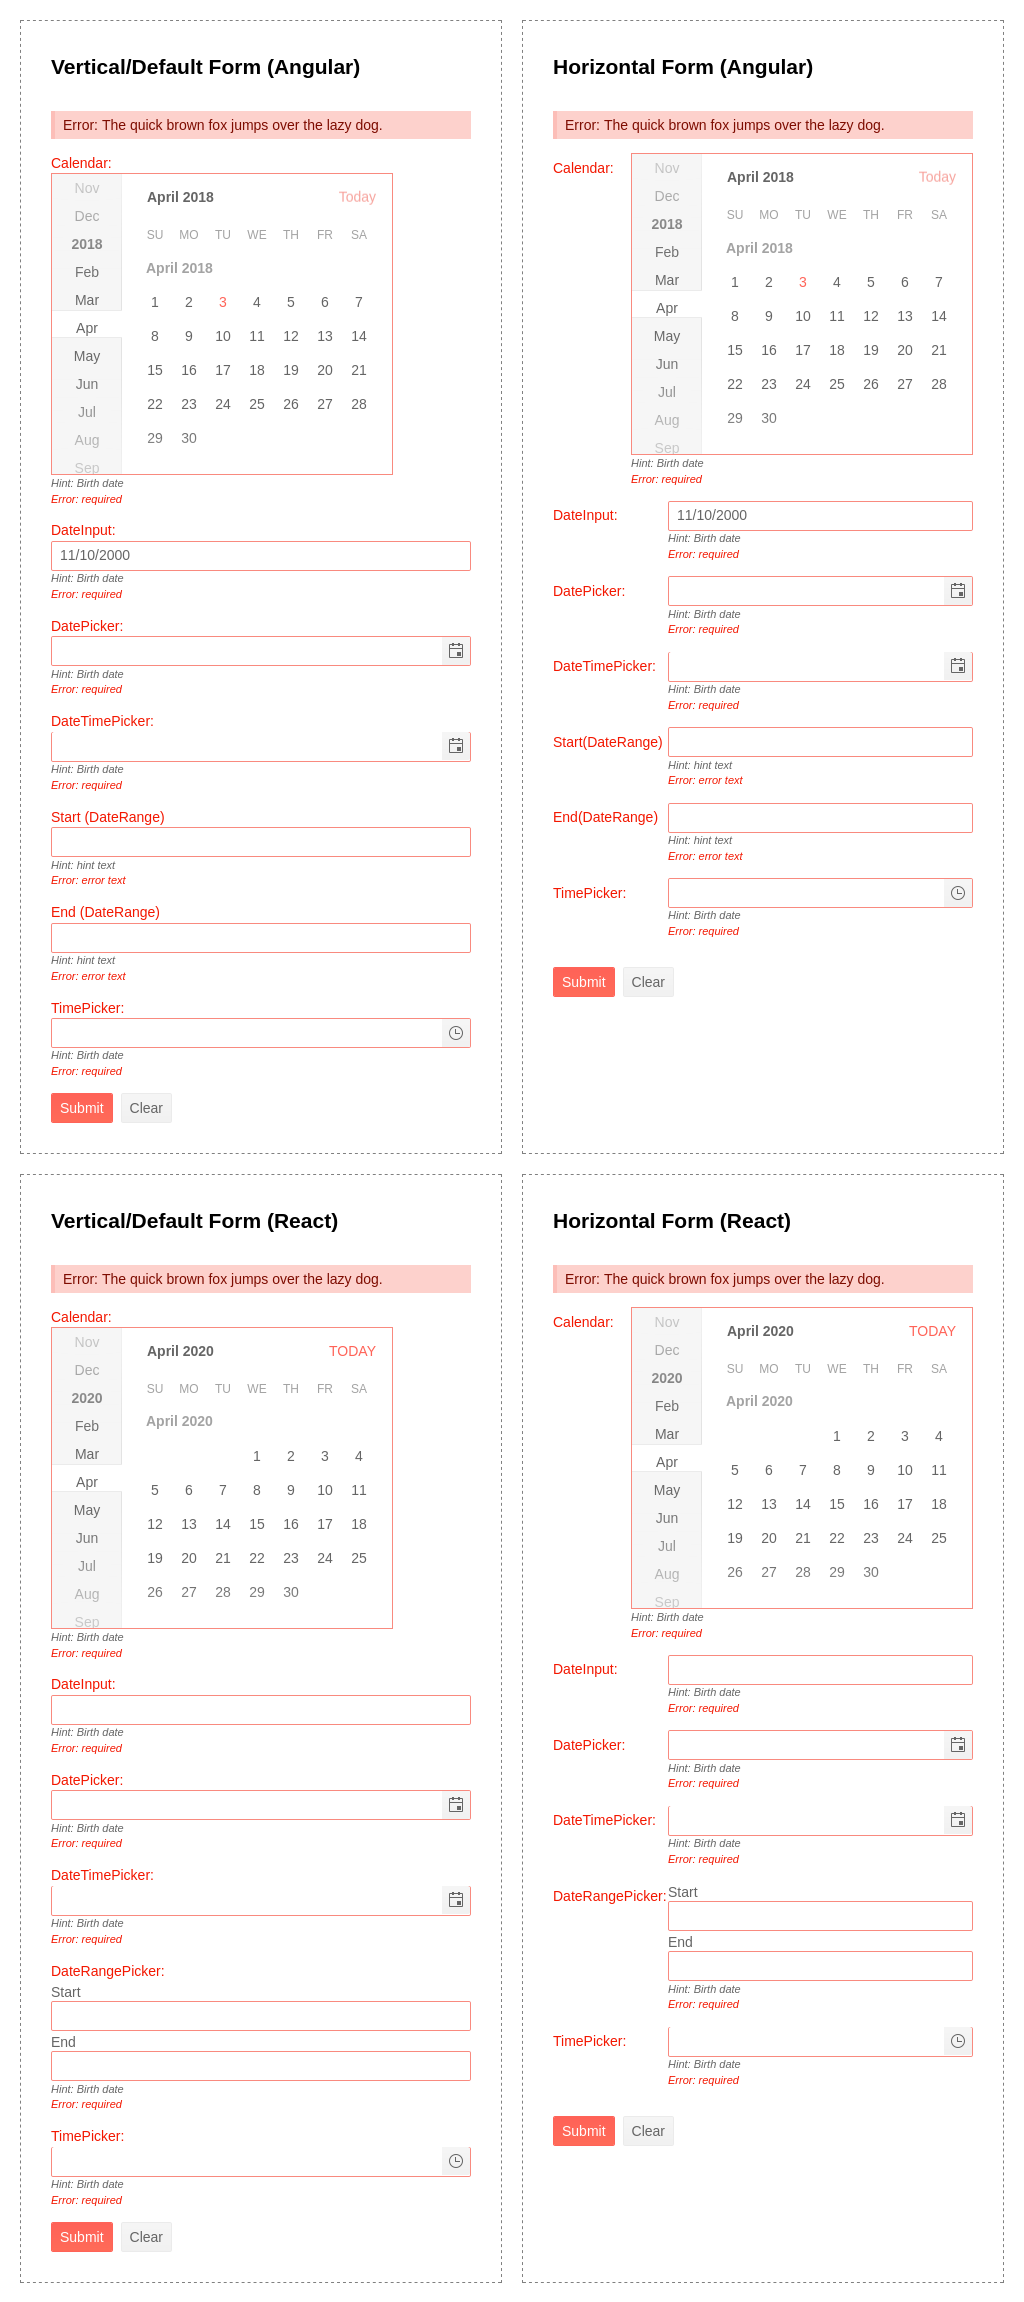 Vertical/Default Form (Angular)
Error: The quick brown fox jumps over the lazy dog.
Calendar:
Nov
Dec
2018
Feb
Mar
Apr
May
Jun
Jul
Aug
Sep
April 2018 Today
SU MO TU WE TH FR SA
April 2018
1 2 3 4 5 6 7
8 9 10 11 12 13 14
15 16 17 18 19 20 21
22 23 24 25 26 27 28
29 30
Hint: Birth date
Error: required
DateInput:
11/10/2000
Hint: Birth date
Error: required
DatePicker:
Hint: Birth date
Error: required
DateTimePicker:
Hint: Birth date
Error: required
Start (DateRange)
Hint: hint text
Error: error text
End (DateRange)
Hint: hint text
Error: error text
TimePicker:
Hint: Birth date
Error: required
Submit Clear
Horizontal Form (Angular)
Error: The quick brown fox jumps over the lazy dog.
Calendar:
Nov
Dec
2018
Feb
Mar
Apr
May
Jun
Jul
Aug
Sep
April 2018 Today
SU MO TU WE TH FR SA
April 2018
1 2 3 4 5 6 7
8 9 10 11 12 13 14
15 16 17 18 19 20 21
22 23 24 25 26 27 28
29 30
Hint: Birth date
Error: required
DateInput: 11/10/2000
Hint: Birth date
Error: required
DatePicker:
Hint: Birth date
Error: required
DateTimePicker:
Hint: Birth date
Error: required
Start(DateRange)
Hint: hint text
Error: error text
End(DateRange)
Hint: hint text
Error: error text
TimePicker:
Hint: Birth date
Error: required
Submit Clear
Vertical/Default Form (React)
Error: The quick brown fox jumps over the lazy dog.
Calendar:
Nov
Dec
2020
Feb
Mar
Apr
May
Jun
Jul
Aug
Sep
April 2020 TODAY
SU MO TU WE TH FR SA
April 2020
1 2 3 4
5 6 7 8 9 10 11
12 13 14 15 16 17 18
19 20 21 22 23 24 25
26 27 28 29 30
Hint: Birth date
Error: required
DateInput:
Hint: Birth date
Error: required
DatePicker:
Hint: Birth date
Error: required
DateTimePicker:
Hint: Birth date
Error: required
DateRangePicker:
Start
End
Hint: Birth date
Error: required
TimePicker:
Hint: Birth date
Error: required
Submit Clear
Horizontal Form (React)
Error: The quick brown fox jumps over the lazy dog.
Calendar:
Nov
Dec
2020
Feb
Mar
Apr
May
Jun
Jul
Aug
Sep
April 2020 TODAY
SU MO TU WE TH FR SA
April 2020
1 2 3 4
5 6 7 8 9 10 11
12 13 14 15 16 17 18
19 20 21 22 23 24 25
26 27 28 29 30
Hint: Birth date
Error: required
DateInput:
Hint: Birth date
Error: required
DatePicker:
Hint: Birth date
Error: required
DateTimePicker:
Hint: Birth date
Error: required
DateRangePicker: Start
End
Hint: Birth date
Error: required
TimePicker:
Hint: Birth date
Error: required
Submit Clear